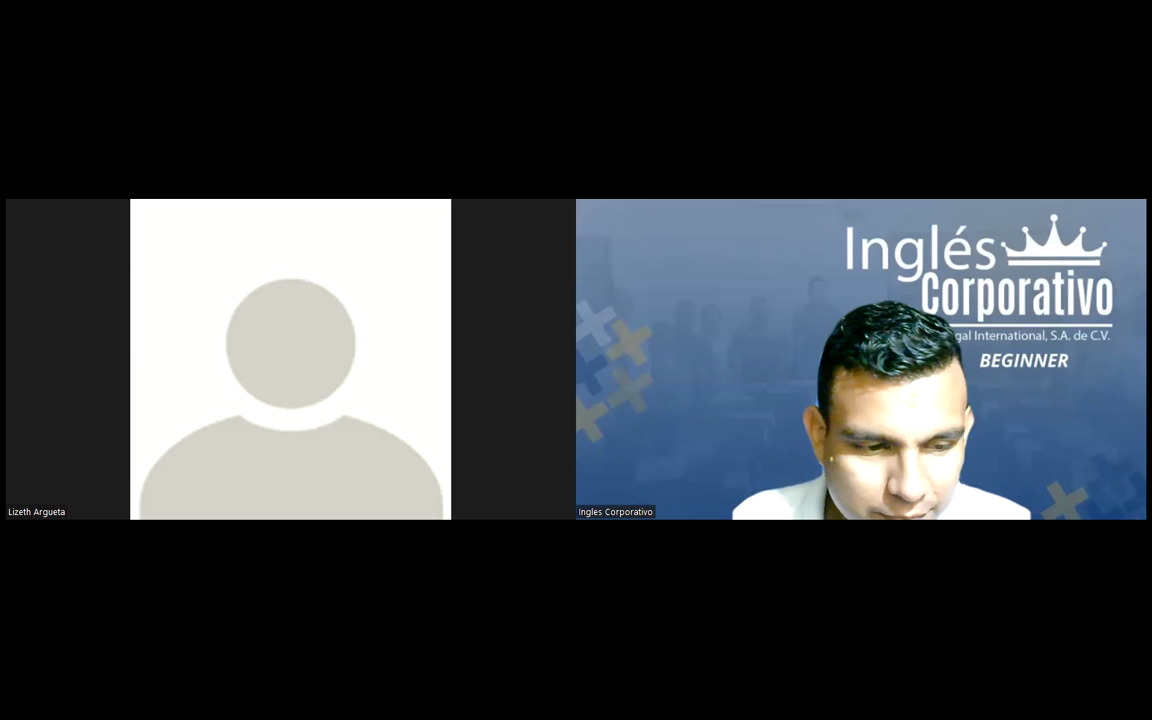 Inglés
Corporativo
gal International, S.A. de C.V.
BEGINNER
Lizeth Argueta
Ingles Corporativo